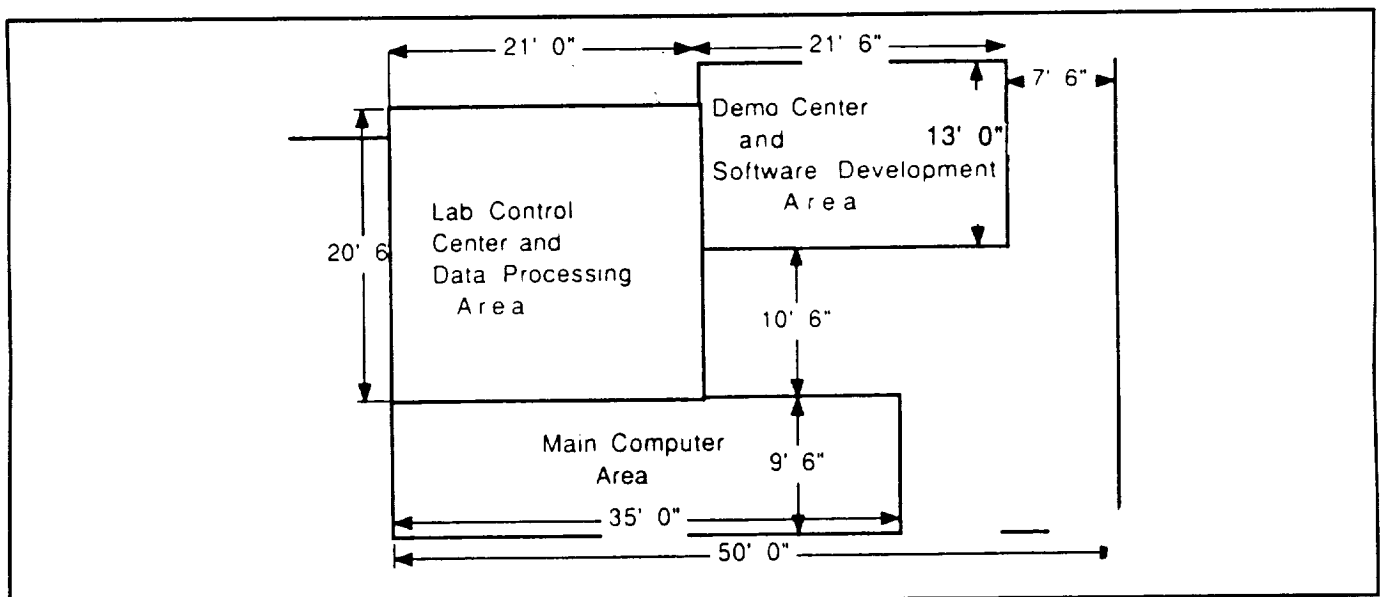 21' 0"
21' 6"
7' 6"
Demo Center
and
Software Development
Area
13' 0"
Lab Control
Center and
Data Processing
Area
20' 6
10' 6"
Main Computer
Area
9' 6"
35' 0"
50' 0"